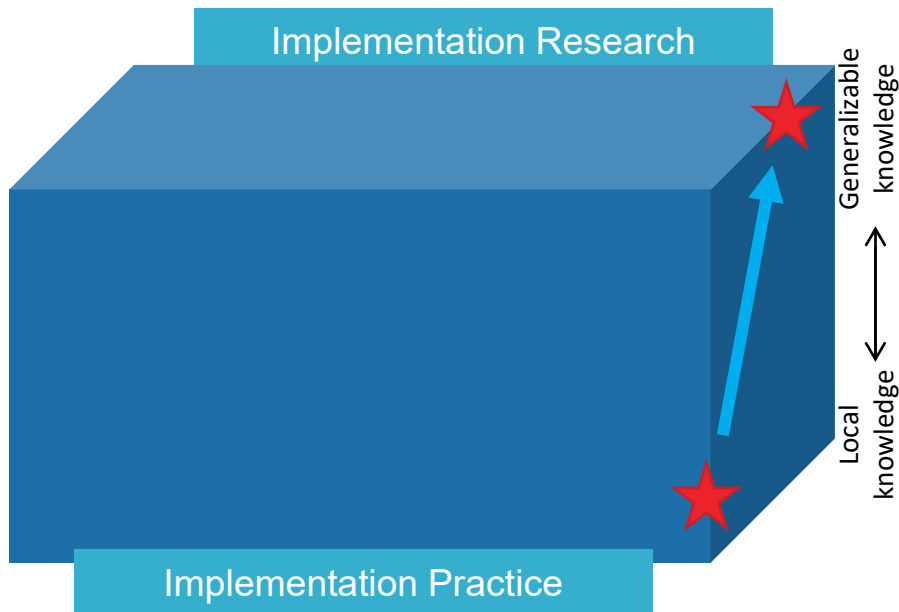 Implementation Research
Generalizable
knowledge
Local
knowledge
Implementation Practice